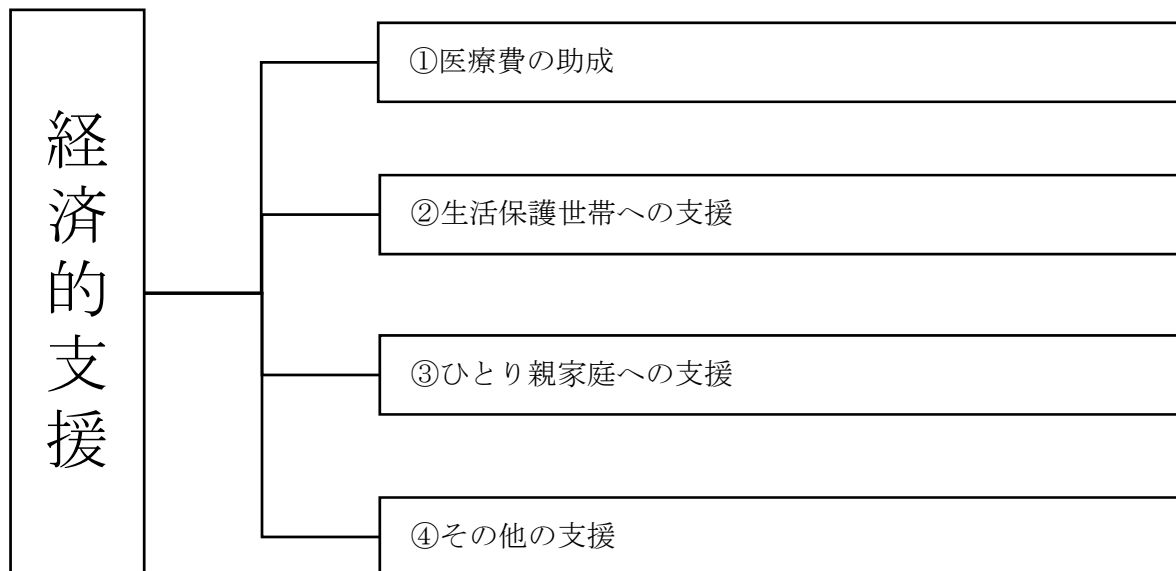 経済的支援
①医療費の助成
②生活保護世帯への支援
③ひとり親家庭への支援
④その他の支援